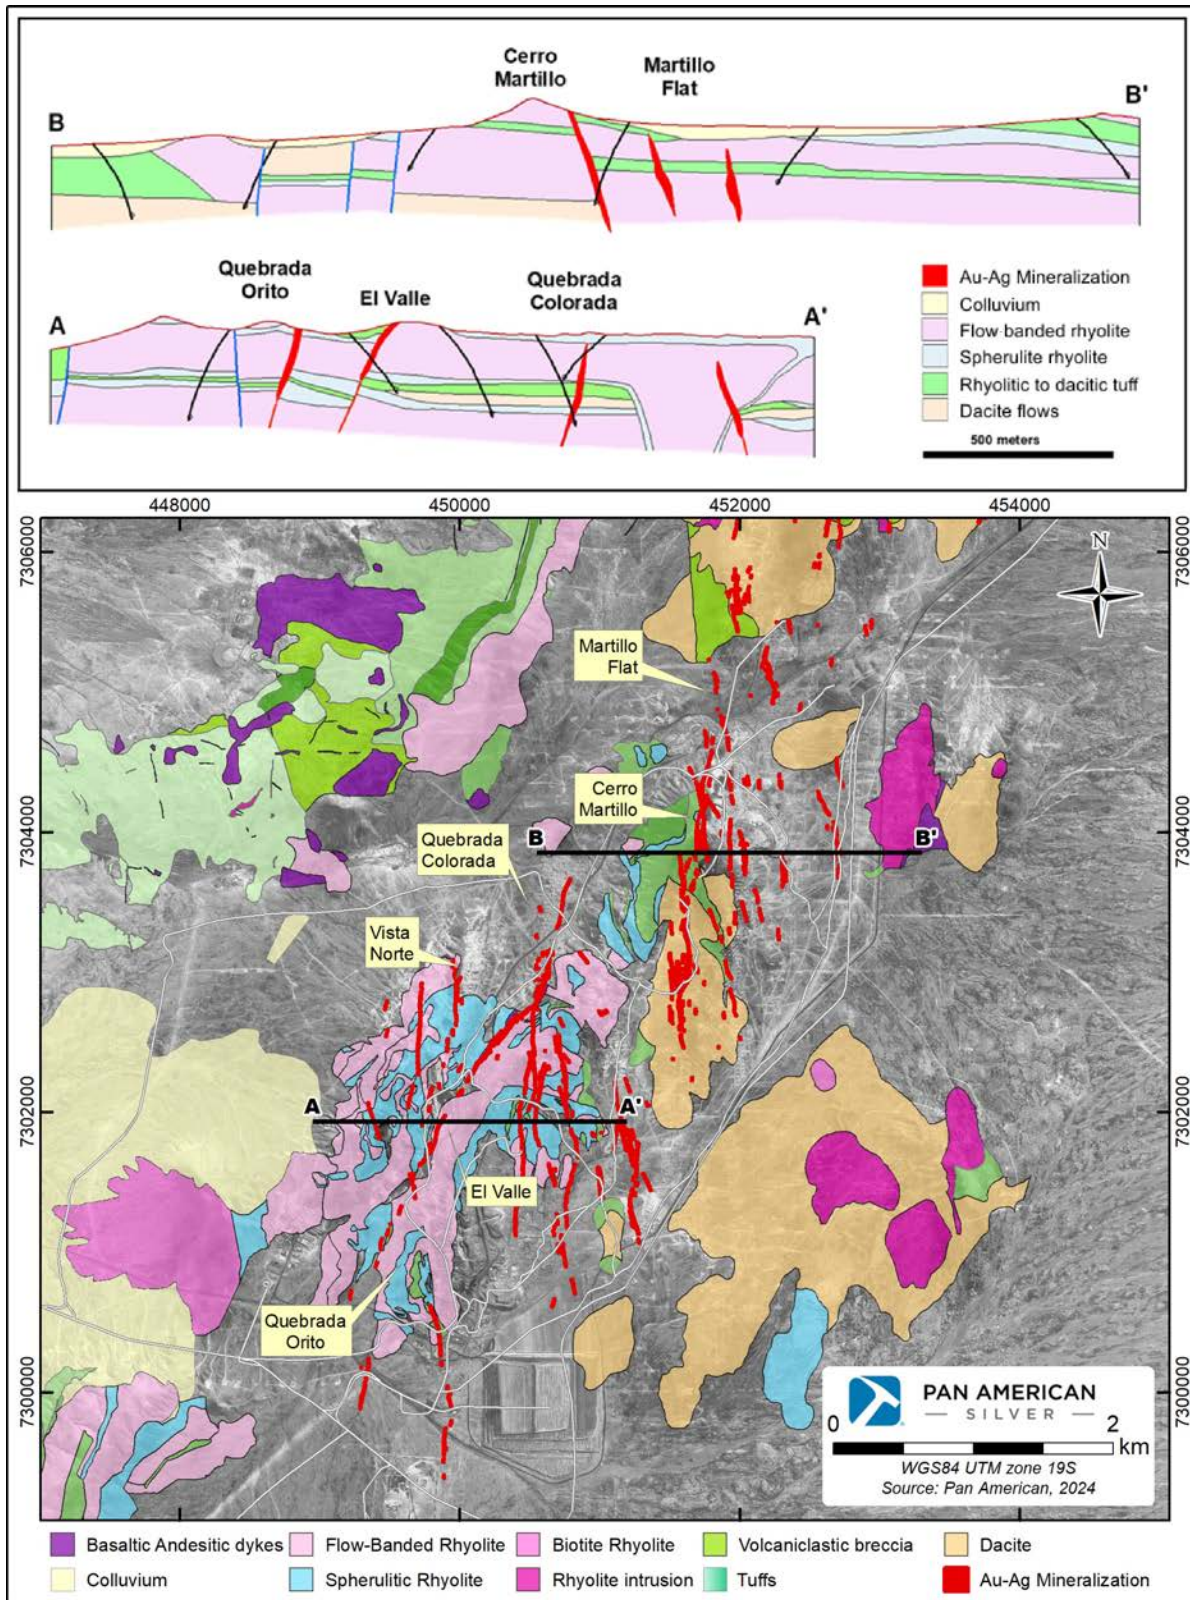 Cerro
Martillo
Martillo
Flat
B
B'
Quebrada
Orito
El Valle
Quebrada
Colorada
A
A'
Au-Ag Mineralization
Colluvium
Flow-banded rhyolite
Spherulite rhyolite
Rhyolitic to dacitic tuff
Dacite flows
500 meters
448000
450000
452000
454000
7306000
7306000
N
Martillo
Flat
Cerro
Martillo
7304000
7304000
B
B'
Quebrada
Colorada
Vista
Norte
7302000
7302000
A
A'
El Valle
Quebrada
Orito
7300000
7300000
PAN AMERICAN
— SILVER —
0
2
km
WGS84 UTM zone 19S
Source: Pan American, 2024
Basaltic Andesitic dykes
Flow-Banded Rhyolite
Biotite Rhyolite
Volcaniclastic breccia
Dacite
Colluvium
Spherulitic Rhyolite
Rhyolite intrusion
Tuffs
Au-Ag Mineralization